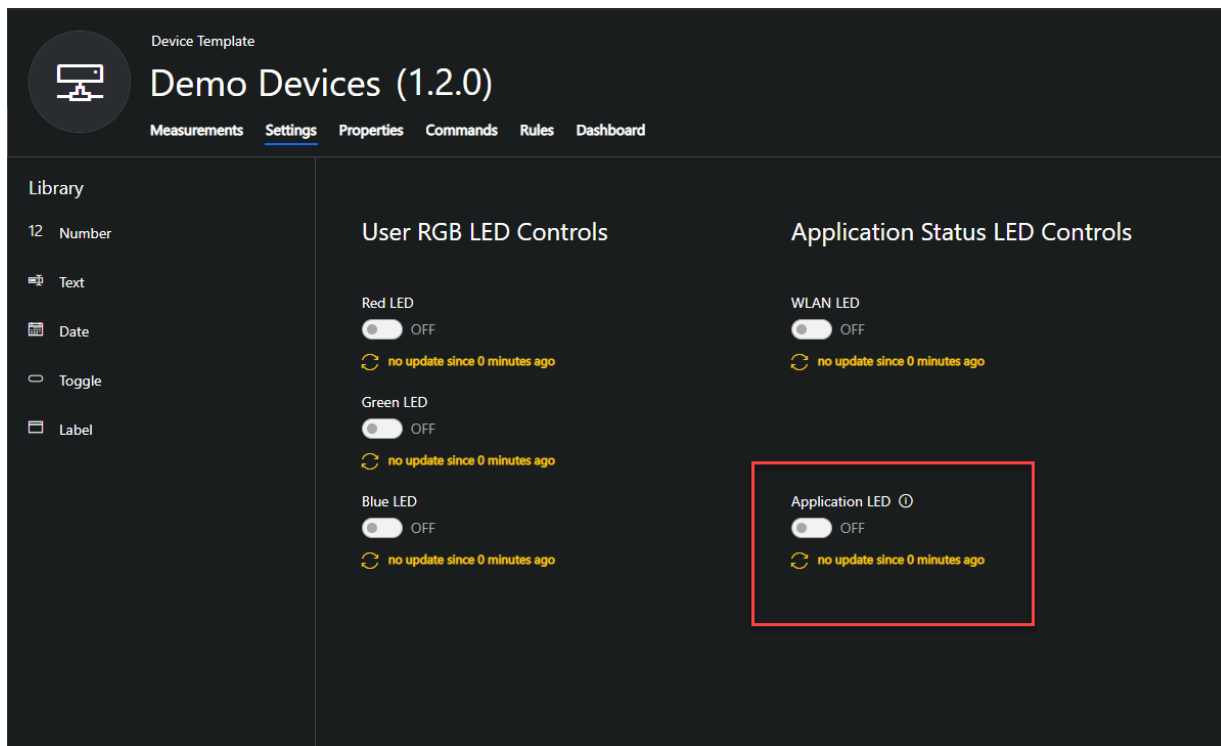 Device Template
Demo Devices (1.2.0)
Measurements Settings Properties Commands Rules Dashboard
Library
12 Number
Text
Date
Toggle
Label
User RGB LED Controls
Red LED
OFF
no update since 0 minutes ago
Green LED
OFF
no update since 0 minutes ago
Blue LED
OFF
no update since 0 minutes ago
Application Status LED Controls
WLAN LED
OFF
no update since 0 minutes ago
Application LED
OFF
no update since 0 minutes ago